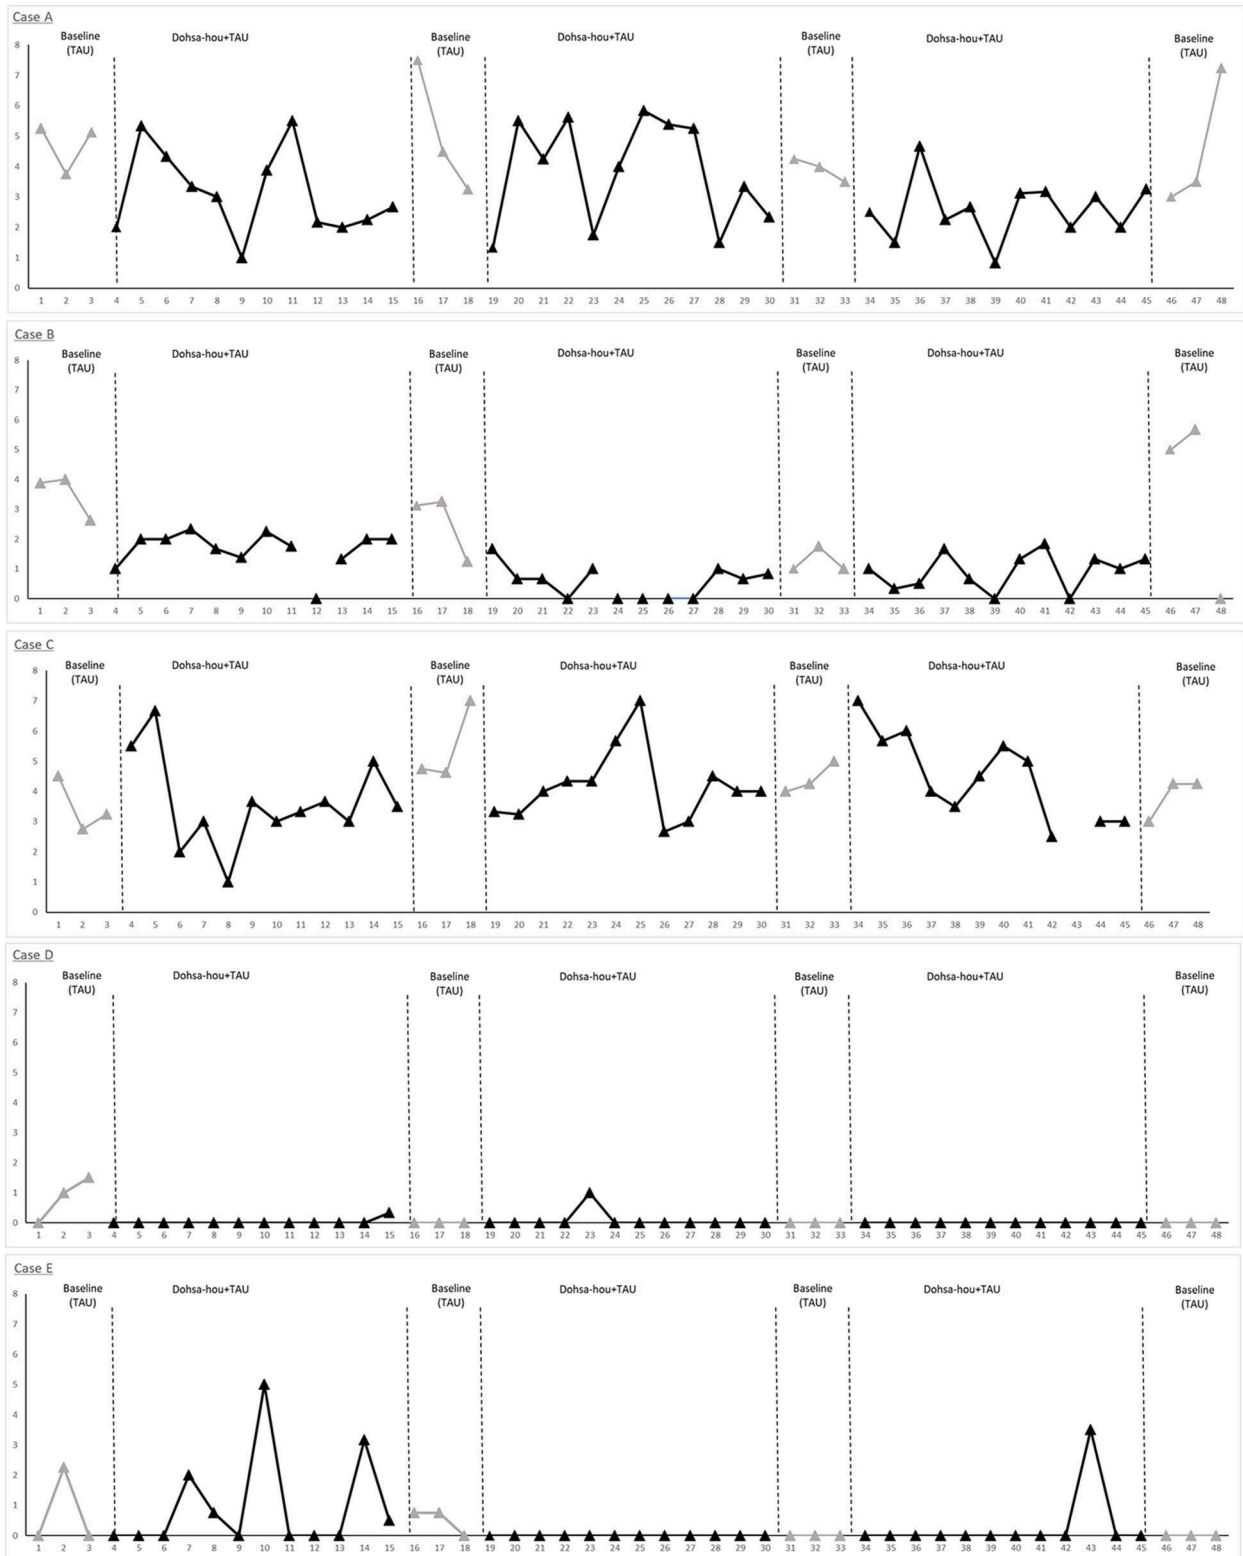 Case A
Baseline Dohsa-hou+TAU Baseline Dohsa-hou+TAU Baseline Dohsa-hou+TAU Baseline
(TAU) (TAU) (TAU) (TAU)
8
7
6
5
4
3
2
1
0
1 2 3 4 5 6 7 8 9 10 11 12 13 14 15 16 17 18 19 20 21 22 23 24 25 26 27 28 29 30 31 32 33 34 35 36 37 38 39 40 41 42 43 44 45 46 47 48
Case B
Baseline Dohsa-hou+TAU Baseline Dohsa-hou+TAU Baseline Dohsa-hou+TAU Baseline
(TAU) (TAU) (TAU) (TAU)
8
7
6
5
4
3
2
1
0
1 2 3 4 5 6 7 8 9 10 11 12 13 14 15 16 17 18 19 20 21 22 23 24 25 26 27 28 29 30 31 32 33 34 35 36 37 38 39 40 41 42 43 44 45 46 47 48
Case C
Baseline Dohsa-hou+TAU Baseline Dohsa-hou+TAU Baseline Dohsa-hou+TAU Baseline
(TAU) (TAU) (TAU) (TAU)
8
7
6
5
4
3
2
1
0
1 2 3 4 5 6 7 8 9 10 11 12 13 14 15 16 17 18 19 20 21 22 23 24 25 26 27 28 29 30 31 32 33 34 35 36 37 38 39 40 41 42 43 44 45 46 47 48
Case D
Baseline Dohsa-hou+TAU Baseline Dohsa-hou+TAU Baseline Dohsa-hou+TAU Baseline
(TAU) (TAU) (TAU) (TAU)
8
7
6
5
4
3
2
1
0
1 2 3 4 5 6 7 8 9 10 11 12 13 14 15 16 17 18 19 20 21 22 23 24 25 26 27 28 29 30 31 32 33 34 35 36 37 38 39 40 41 42 43 44 45 46 47 48
Case E
Baseline Dohsa-hou+TAU Baseline Dohsa-hou+TAU Baseline Dohsa-hou+TAU Baseline
(TAU) (TAU) (TAU) (TAU)
8
7
6
5
4
3
2
1
0
1 2 3 4 5 6 7 8 9 10 11 12 13 14 15 16 17 18 19 20 21 22 23 24 25 26 27 28 29 30 31 32 33 34 35 36 37 38 39 40 41 42 43 44 45 46 47 48